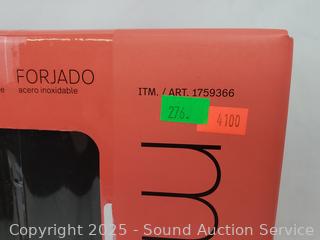 FORJADO
acero inoxidable
ITM. / ART. 1759366
276.
4100
m
Copyright 2025 - Sound Auction Service